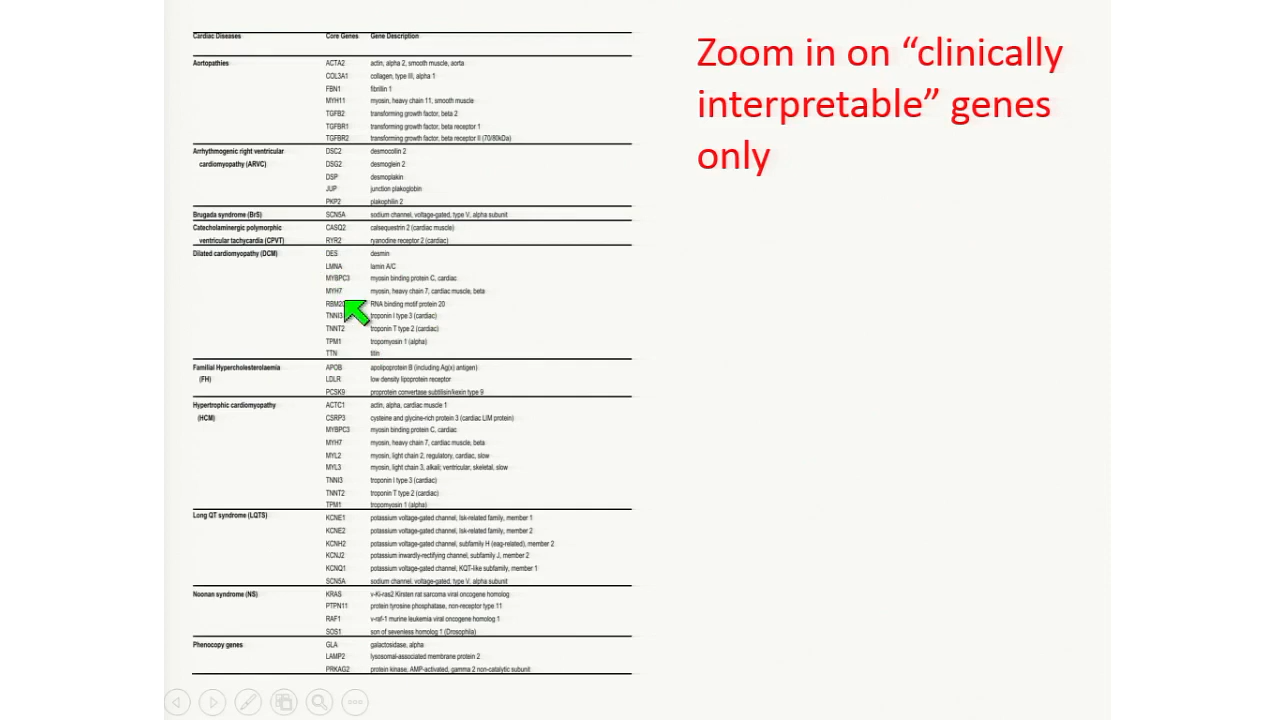 Cardiac Diseases Core Genes Gene Description
Aortopathies ACTA2 actin, alpha 2, smooth muscle, aorta
COL3A1 collagen, type III, alpha 1
FBN1 fibrillin 1
MYH11 myosin, heavy chain 11, smooth muscle
TGFB2 transforming growth factor, beta 2
TGFBR1 transforming growth factor, beta receptor 1
TGFBR2 transforming growth factor, beta receptor II (70/80kDa)
Arrhythmogenic right ventricular DSC2 desmocollin 2
cardiomyopathy (ARVC) DSG2 desmoglein 2
DSP desmoplakin
JUP junction plakoglobin
PKP2 plakophilin 2
Brugada syndrome (BrS) SCN5A sodium channel, voltage-gated, type V, alpha subunit
Catecholaminergic polymorphic CASQ2 calsequestrin 2 (cardiac muscle)
ventricular tachycardia (CPVT) RYR2 ryanodine receptor 2 (cardiac)
Dilated cardiomyopathy (DCM) DES desmin
LMNA lamin A/C
MYBPC3 myosin binding protein C, cardiac
MYH7 myosin, heavy chain 7, cardiac muscle, beta
RBM20 RNA binding motif protein 20
TNNI3 troponin I type 3 (cardiac)
TNNT2 troponin T type 2 (cardiac)
TPM1 tropomyosin 1 (alpha)
TTN titin
Familial Hypercholesterolaemia APOB apolipoprotein B (including Ag(x) antigen)
(FH) LDLR low density lipoprotein receptor
PCSK9 proprotein convertase subtilisin/kexin type 9
Hypertrophic cardiomyopathy ACTC1 actin, alpha, cardiac muscle 1
(HCM) CSRP3 cysteine and glycine-rich protein 3 (cardiac LIM protein)
MYBPC3 myosin binding protein C, cardiac
MYH7 myosin, heavy chain 7, cardiac muscle, beta
MYL2 myosin, light chain 2, regulatory, cardiac, slow
MYL3 myosin, light chain 3, alkali; ventricular, skeletal, slow
TNNI3 troponin I type 3 (cardiac)
TNNT2 troponin T type 2 (cardiac)
TPM1 tropomyosin 1 (alpha)
Long QT syndrome (LQTS) KCNE1 potassium voltage-gated channel, Isk-related family, member 1
KCNE2 potassium voltage-gated channel, Isk-related family, member 2
KCNH2 potassium voltage-gated channel, subfamily H (eag-related), member 2
KCNJ2 potassium inwardly-rectifying channel, subfamily J, member 2
KCNQ1 potassium voltage-gated channel, KQT-like subfamily, member 1
SCN5A sodium channel, voltage-gated, type V, alpha subunit
Noonan syndrome (NS) KRAS v-Ki-ras2 Kirsten rat sarcoma viral oncogene homolog
PTPN11 protein tyrosine phosphatase, non-receptor type 11
RAF1 v-raf-1 murine leukemia viral oncogene homolog 1
SOS1 son of sevenless homolog 1 (Drosophila)
Phenocopy genes GLA galactosidase, alpha
LAMP2 lysosomal-associated membrane protein 2
PRKAG2 protein kinase, AMP-activated, gamma 2 non-catalytic subunit
Zoom in on “clinically
interpretable” genes
only